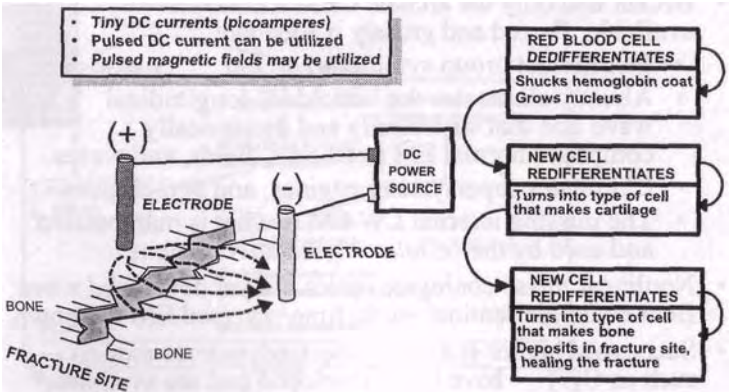 • Tiny DC currents (picoamperes)
• Pulsed DC current can be utilized
• Pulsed magnetic fields may be utilized
(+)
ELECTRODE
(-)
ELECTRODE
DC
POWER
SOURCE
BONE
BONE
FRACTURE SITE
RED BLOOD CELL
DEDIFFERENTIATES
Shucks hemoglobin coat
Grows nucleus
NEW CELL
REDIFFERENTIATES
Turns into type of cell
that makes cartilage
NEW CELL
REDIFFERENTIATES
Turns into type of cell
that makes bone
Deposits in fracture site,
healing the fracture